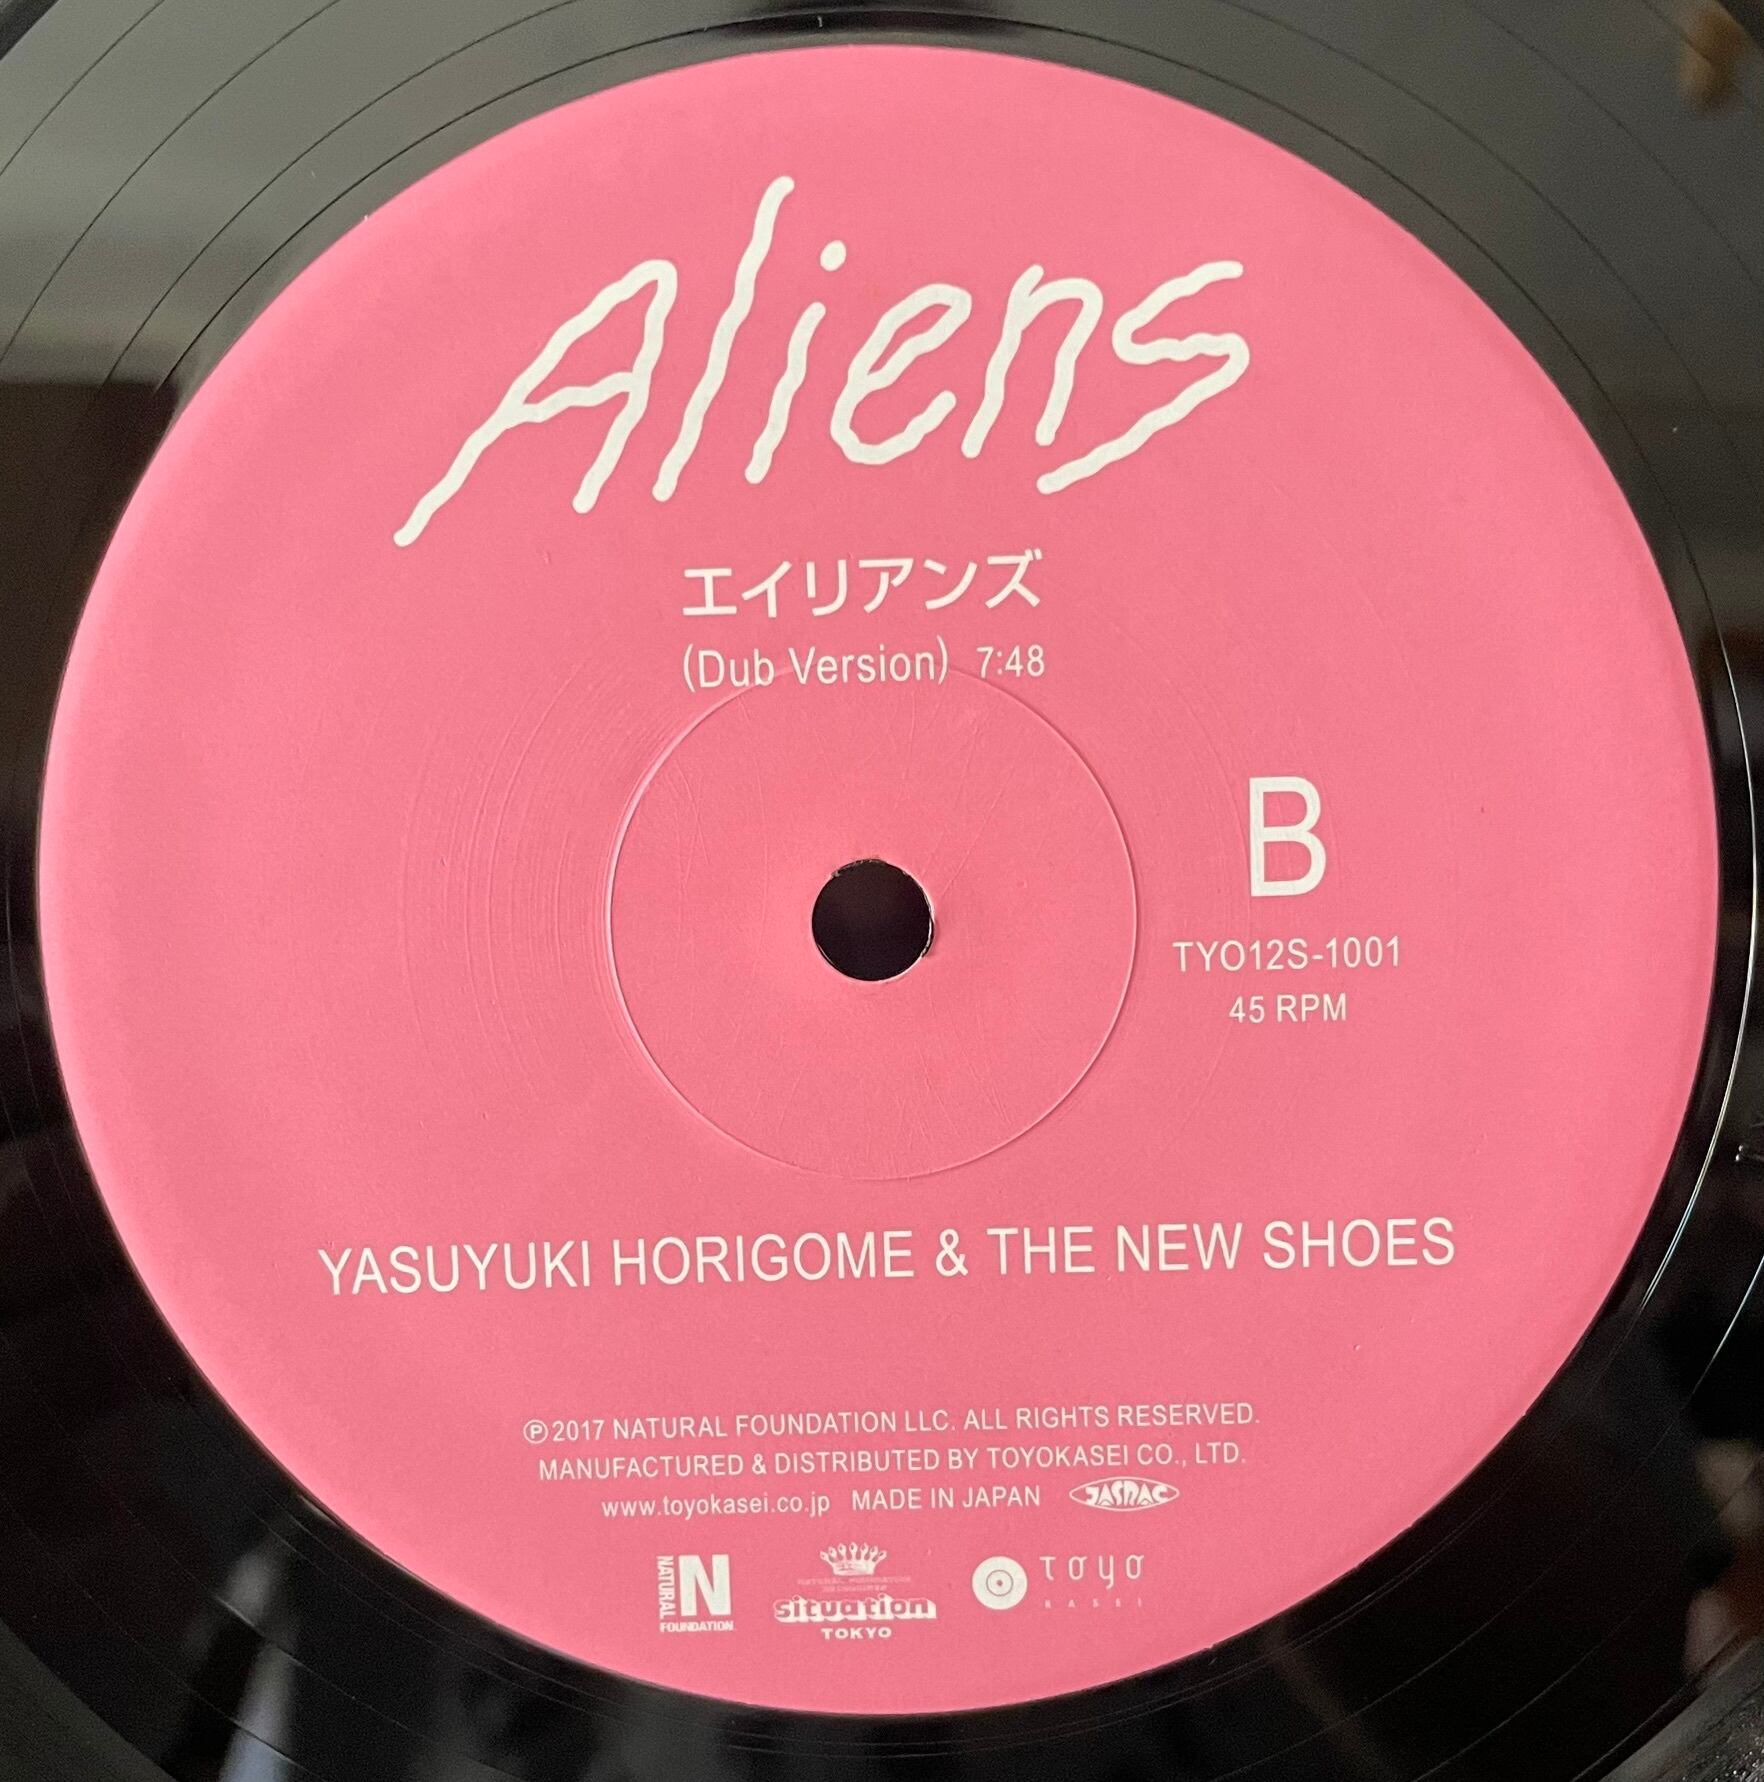 Aliens
エイリアンズ
(Dub Version) 7:48
B
TYO12S-1001
45 RPM
YASUYUKI HORIGOME & THE NEW SHOES
℗2017 NATURAL FOUNDATION LLC. ALL RIGHTS RESERVED.
MANUFACTURED & DISTRIBUTED BY TOYOKASEI CO., LTD.
www.toyokasei.co.jp MADE IN JAPAN JASRAC
N NATURAL FOUNDATION
situation
TOKYO
TOYO
KASEI